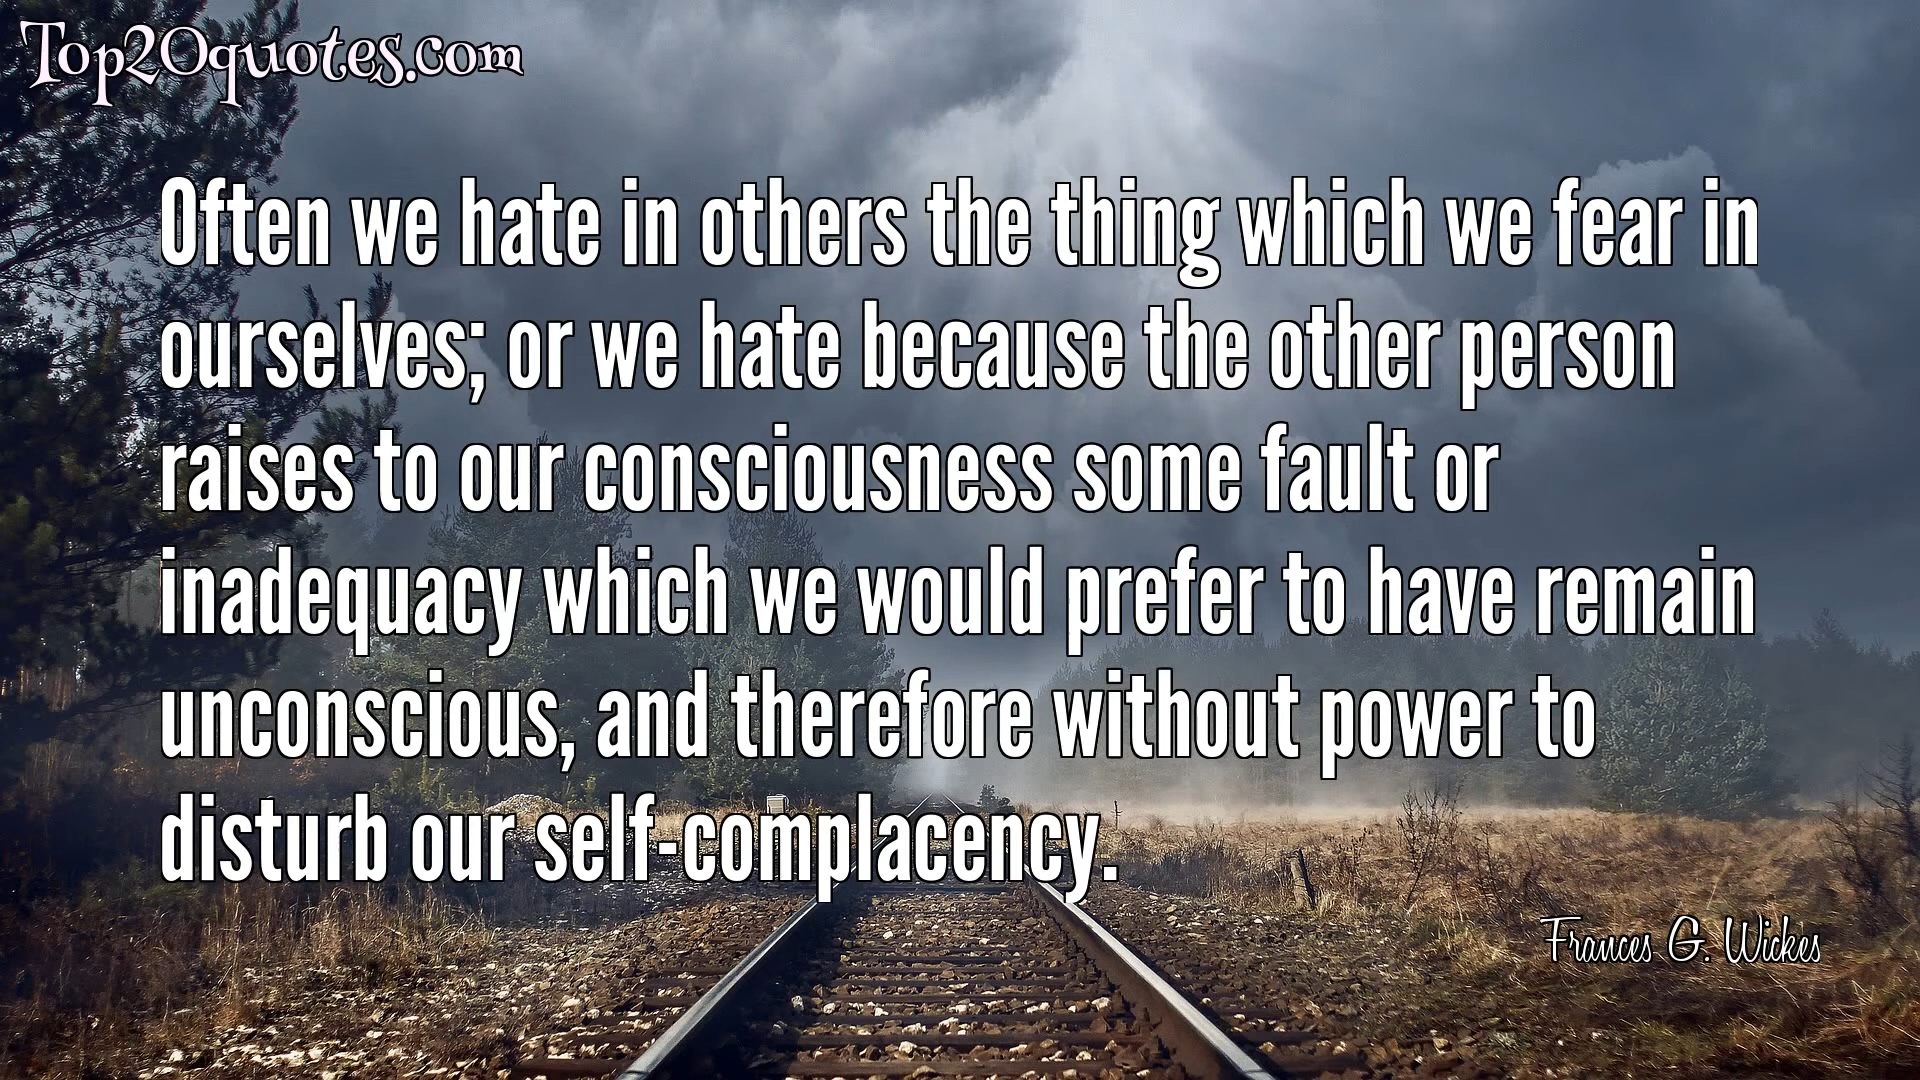 Top20quotes.com
Often we hate in others the thing which we fear in
ourselves; or we hate because the other person
raises to our consciousness some fault or
inadequacy which we would prefer to have remain
unconscious, and therefore without power to
disturb our self-complacency.
Frances G. Wickes